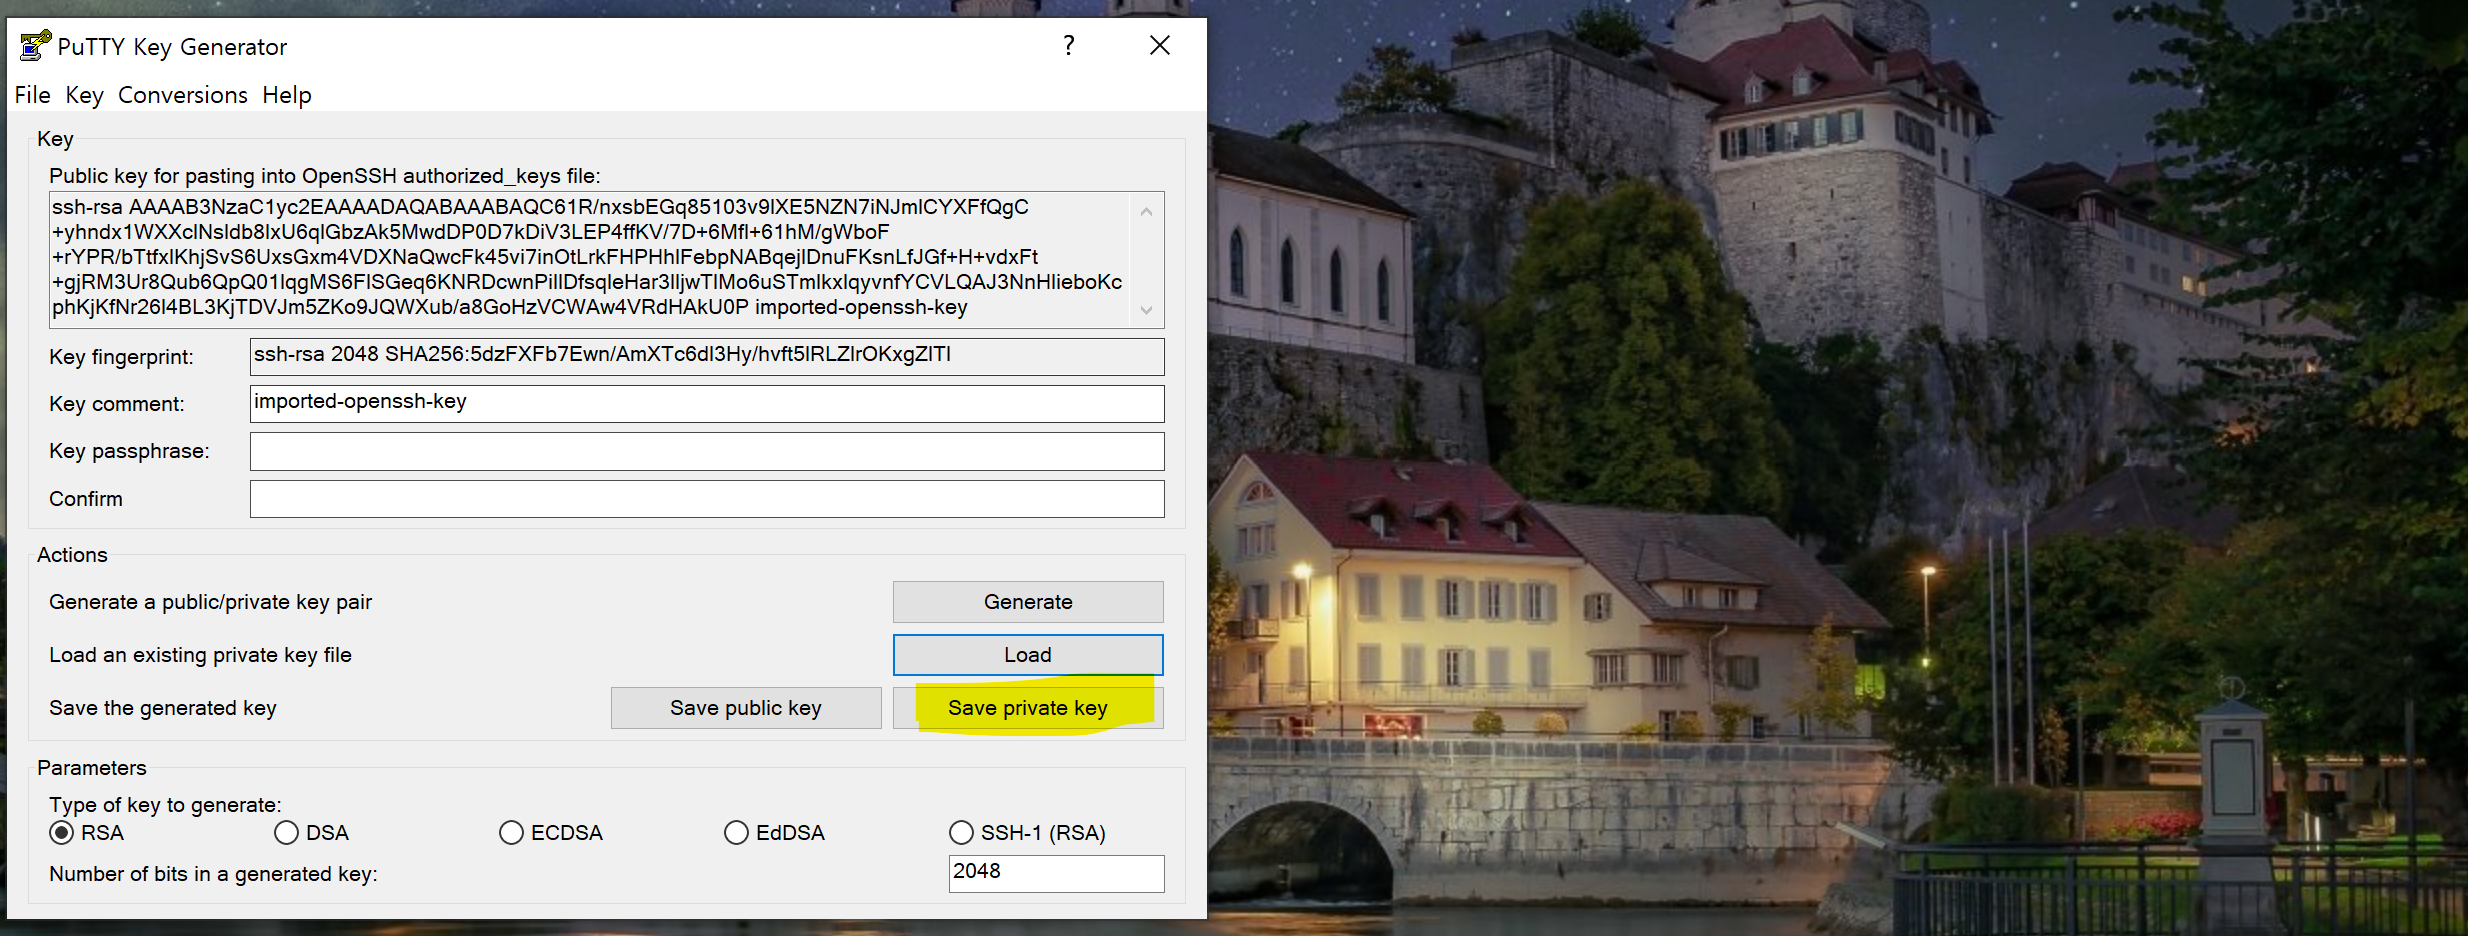 PuTTY Key Generator
?
File Key Conversions Help
Key
Public key for pasting into OpenSSH authorized_keys file:
ssh-rsa AAAAB3NzaC1yc2EAAAADAQABAAABAQC61R/nxsbEGq85103v9lXE5NZN7iNJmlCYXFfQgC
+yhndx1WXXclNsldb8lxU6qlGbzAk5MwdDP0D7kDiV3LEP4ffKV/7D+6Mfl+61hM/gWboF
+rYPR/bTtfxlKhjSvS6UxsGxm4VDXNaQwcFk45vi7inOtLrkFHPHhlFebpNABqejlDnuFKsnLfJGf+H+vdxFt
+gjRM3Ur8Qub6QpQ01lqgMS6FlSGeq6KNRDcwnPillDfsqleHar3lljwTlMo6uSTmlkxlqyvnfYCVLQAJ3NnHlieboKc
phKjKfNr26l4BL3KjTDVJm5ZKo9JQWXub/a8GoHzVCWAw4VRdHAkU0P imported-openssh-key
Key fingerprint: ssh-rsa 2048 SHA256:5dzFXFb7Ewn/AmXTc6dl3Hy/hvft5lRLZlrOKxgZlTl
Key comment: imported-openssh-key
Key passphrase:
Confirm
Actions
Generate a public/private key pair Generate
Load an existing private key file Load
Save the generated key Save public key Save private key
Parameters
Type of key to generate:
RSA DSA ECDSA EdDSA SSH-1 (RSA)
Number of bits in a generated key: 2048